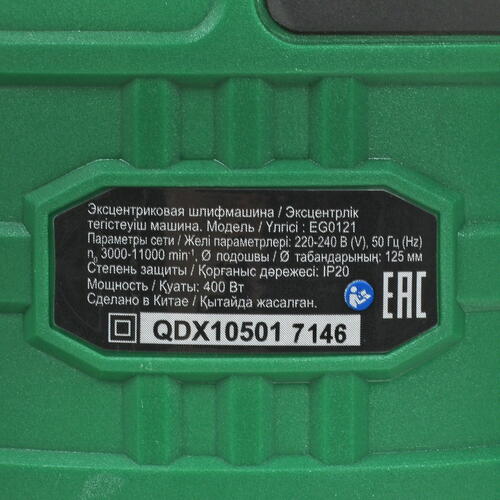 Эксцентриковая шлифмашина / Эксцентрлік
тегістеуіш машина. Модель / Үлгісі : EG0121
Параметры сети / Желі параметрлері: 220-240 В (V), 50 Гц (Hz)
n₀ 3000-11000 min⁻¹, Ø подошвы / Ø табандарының: 125 мм
Степень защиты / Қорғаныс дәрежесі: IP20
Мощность / Қуаты: 400 Вт
Сделано в Китае / Қытайда жасалған.
EAC
QDX10501 7146